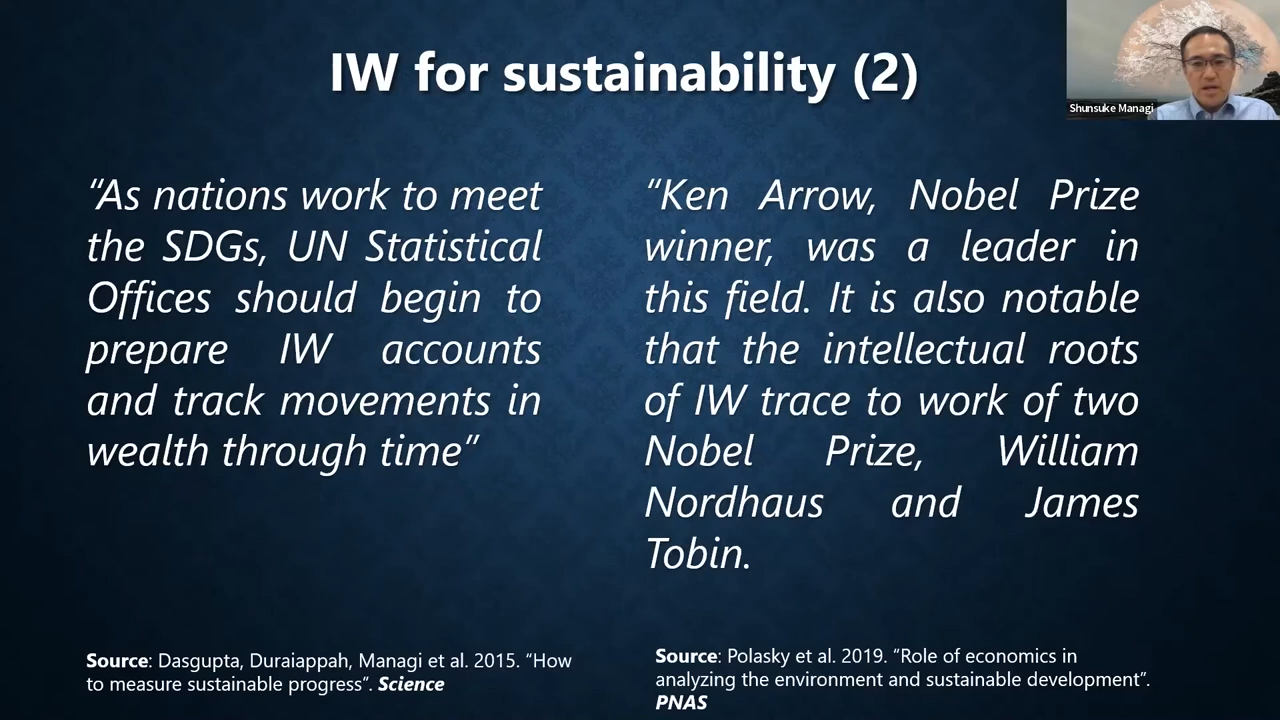 IW for sustainability (2)
Shunsuke Managi
“As nations work to meet
the SDGs, UN Statistical
Offices should begin to
prepare IW accounts
and track movements in
wealth through time”
“Ken Arrow, Nobel Prize
winner, was a leader in
this field. It is also notable
that the intellectual roots
of IW trace to work of two
Nobel Prize, William
Nordhaus and James
Tobin.
Source: Dasgupta, Duraiappah, Managi et al. 2015. “How
to measure sustainable progress”. Science
Source: Polasky et al. 2019. “Role of economics in
analyzing the environment and sustainable development”.
PNAS